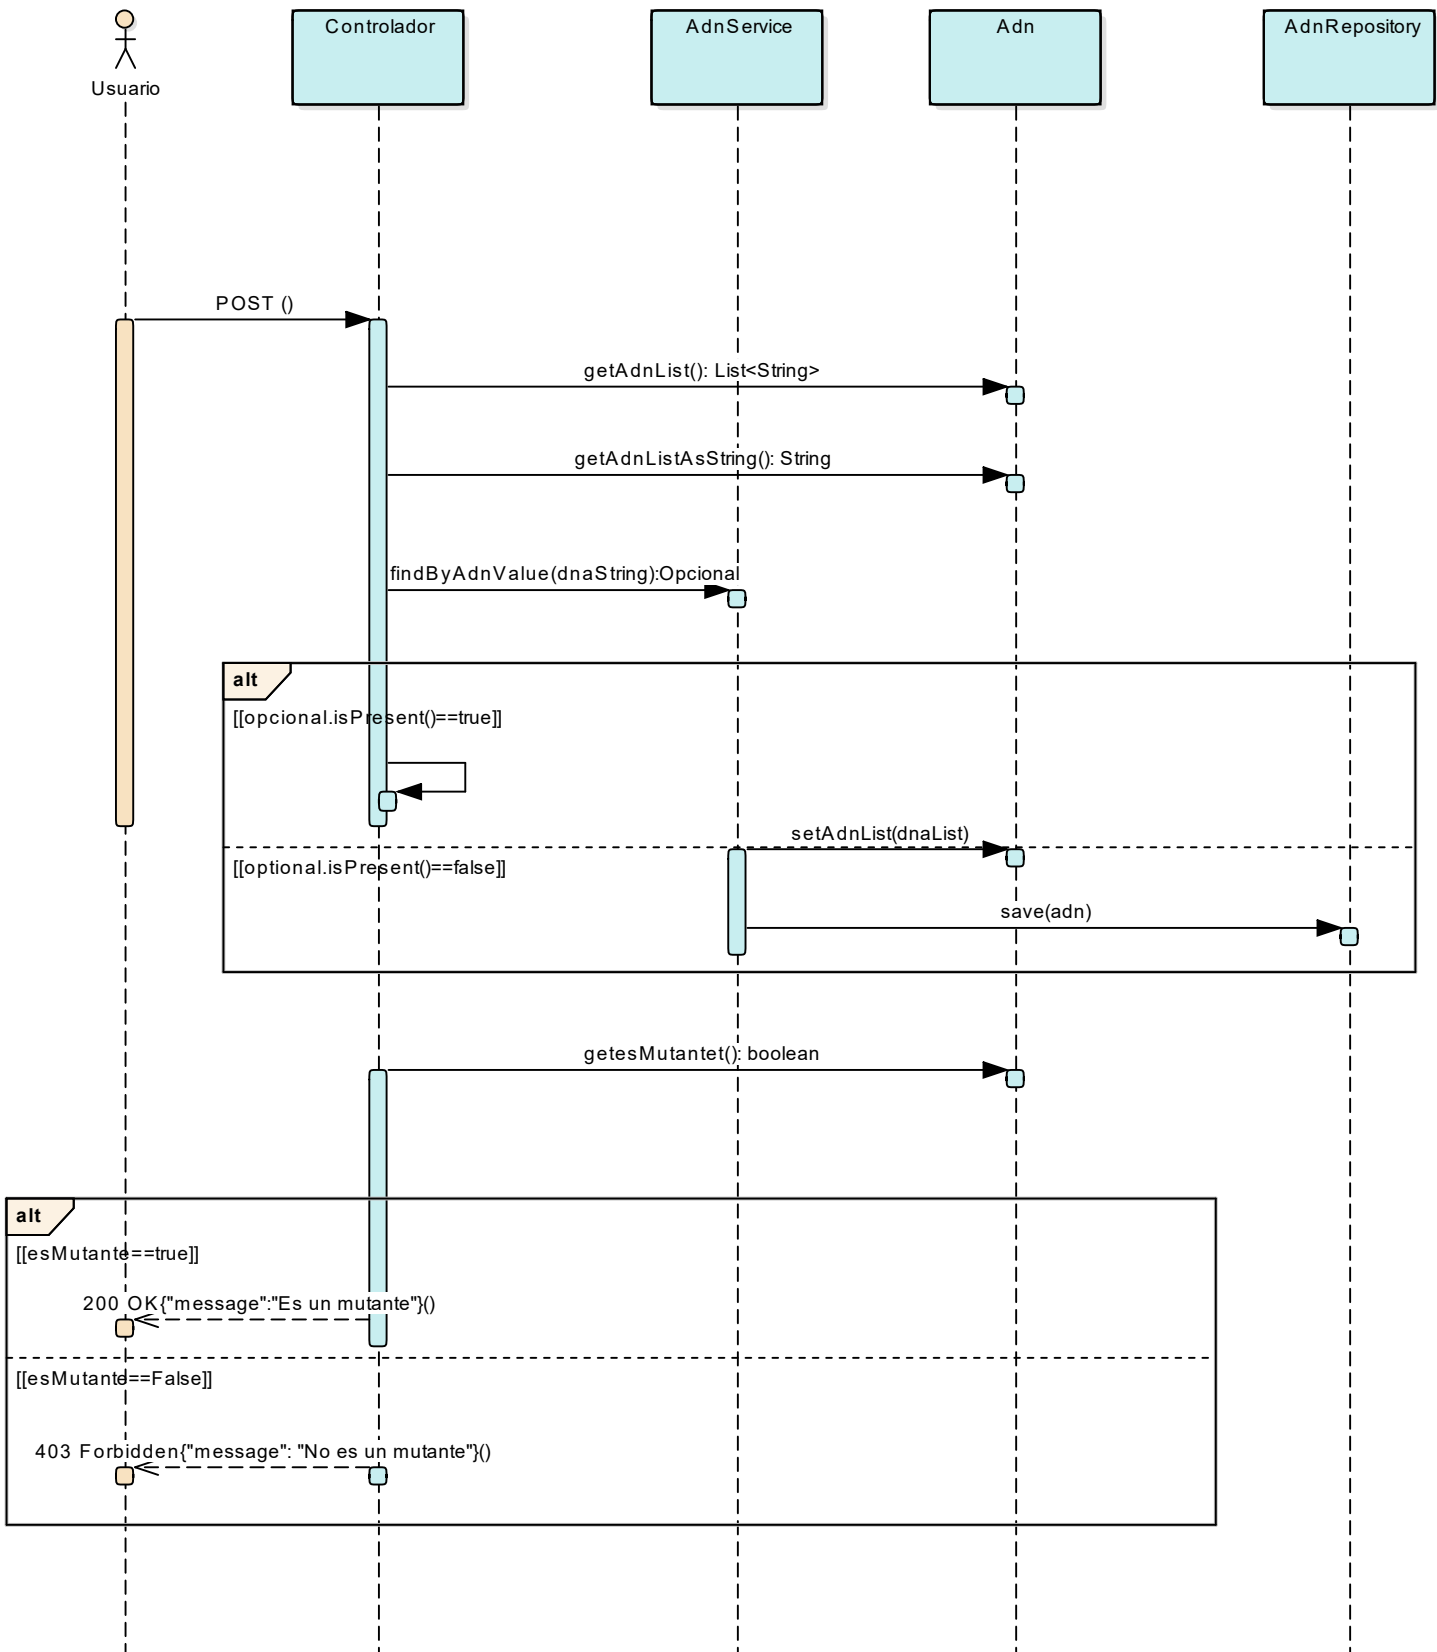 Controlador
AdnService
Adn
AdnRepository
Usuario
POST ()
getAdnList(): List<String>
getAdnListAsString(): String
findByAdnValue(dnaString):Opcional
alt
[[opcional.isPresent()==true]]
setAdnList(dnaList)
[[optional.isPresent()==false]]
save(adn)
getesMutantet(): boolean
alt
[[esMutante==true]]
200 OK{"message":"Es un mutante"}()
[[esMutante==False]]
403 Forbidden{"message": "No es un mutante"}()